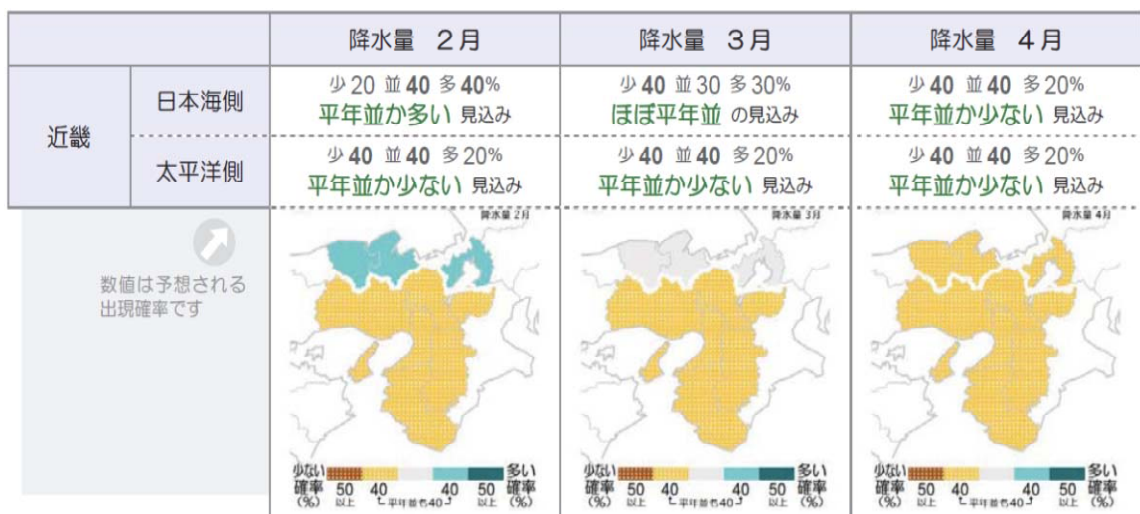 降水量 2月
降水量 3月
降水量 4月
近畿
日本海側
少20 並40 多40%
平年並か多い 見込み
少40 並30 多30%
ほぼ平年並 の見込み
少40 並40 多20%
平年並か少ない 見込み
太平洋側
少40 並40 多20%
平年並か少ない 見込み
少40 並40 多20%
平年並か少ない 見込み
少40 並40 多20%
平年並か少ない 見込み
数値は予想される
出現確率です
降水量 2月
降水量 3月
降水量 4月
少ない 多い
確率 50 40 40 50 確率
(%) 以上 平年並も40 以上 (%)
少ない 多い
確率 50 40 40 50 確率
(%) 以上 平年並も40 以上 (%)
少ない 多い
確率 50 40 40 50 確率
(%) 以上 平年並も40 以上 (%)